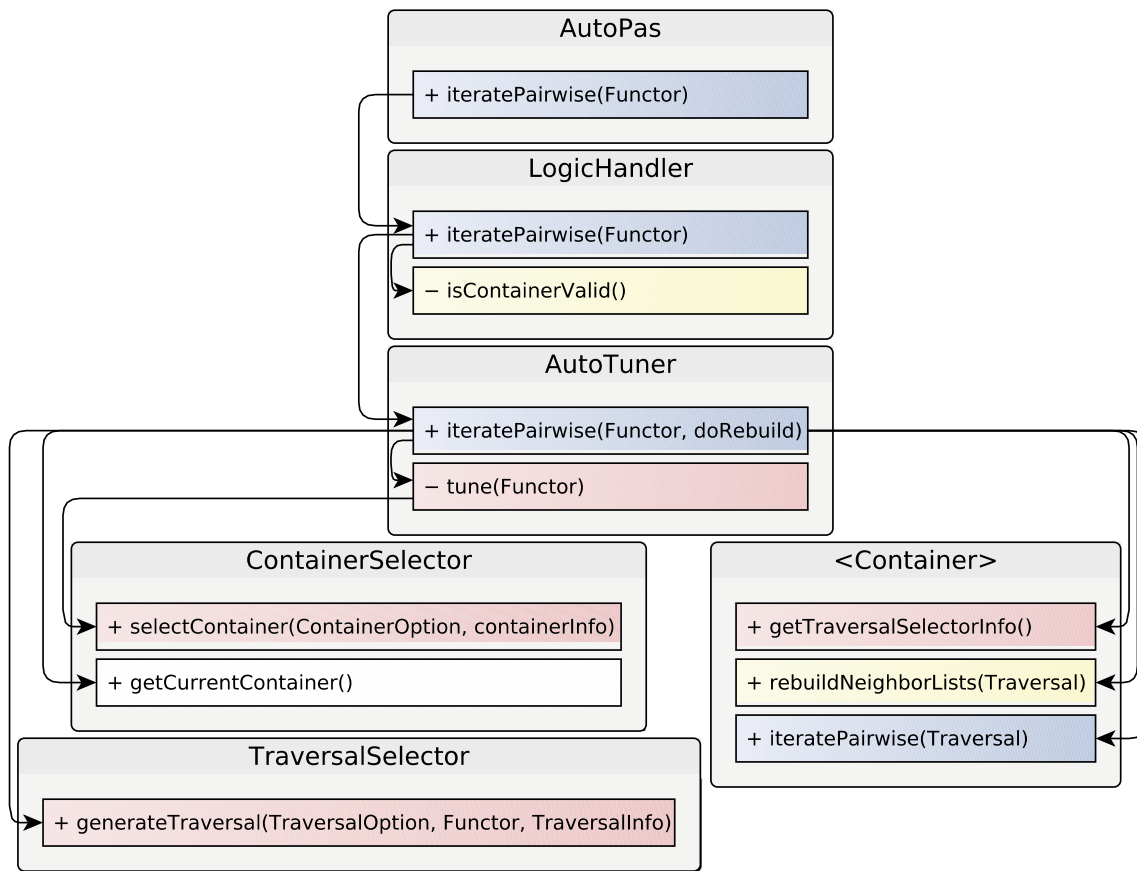 AutoPas
+ iteratePairwise(Functor)
LogicHandler
+ iteratePairwise(Functor)
− isContainerValid()
AutoTuner
+ iteratePairwise(Functor, doRebuild)
− tune(Functor)
ContainerSelector
+ selectContainer(ContainerOption, containerInfo)
+ getCurrentContainer()
<Container>
+ getTraversalSelectorInfo()
+ rebuildNeighborLists(Traversal)
+ iteratePairwise(Traversal)
TraversalSelector
+ generateTraversal(TraversalOption, Functor, TraversalInfo)